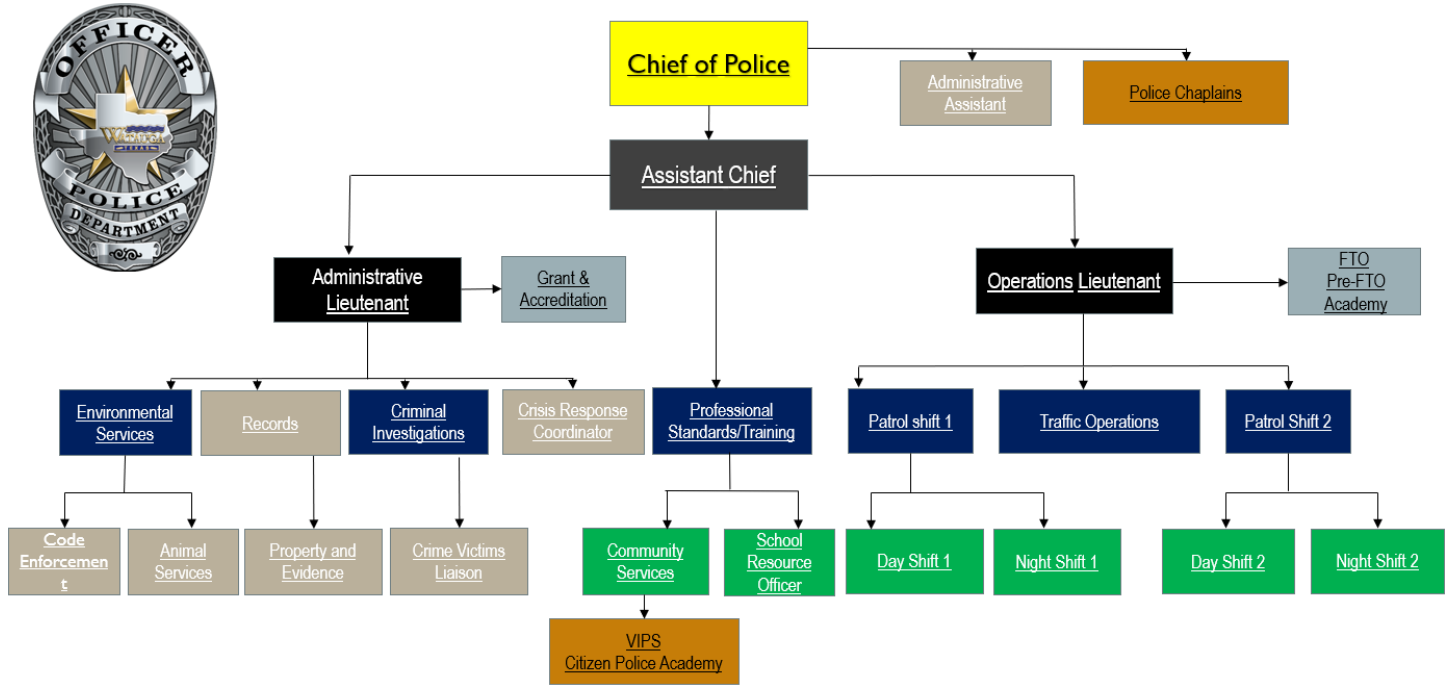 OFFICER
WATAUGA
POLICE
DEPARTMENT
Chief of Police
Administrative
Assistant
Police Chaplains
Assistant Chief
Administrative
Lieutenant
Grant &
Accreditation
Operations Lieutenant
FTO
Pre-FTO
Academy
Environmental
Services
Records
Criminal
Investigations
Crisis Response
Coordinator
Professional
Standards/Training
Patrol shift 1
Traffic Operations
Patrol Shift 2
Code
Enforcemen
t
Animal
Services
Property and
Evidence
Crime Victims
Liaison
Community
Services
School
Resource
Officer
Day Shift 1
Night Shift 1
Day Shift 2
Night Shift 2
VIPS
Citizen Police Academy